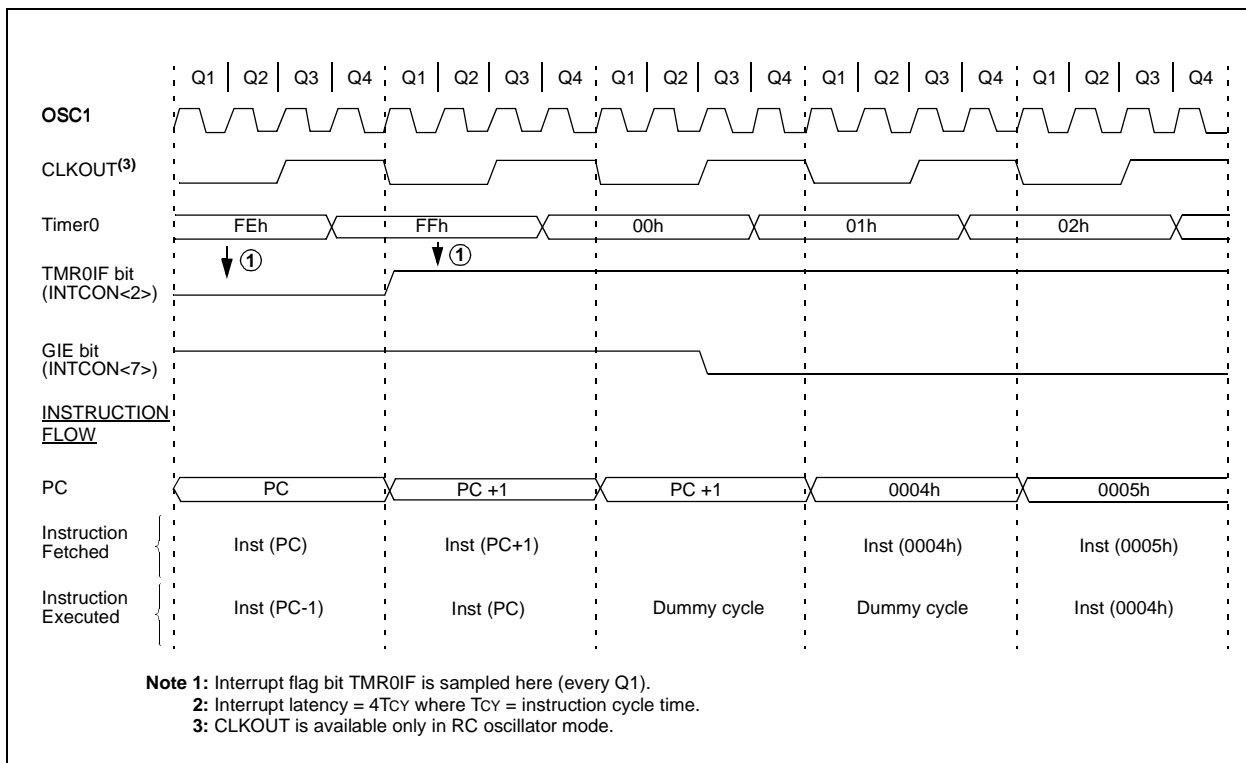 Q1 Q2 Q3 Q4 Q1 Q2 Q3 Q4 Q1 Q2 Q3 Q4 Q1 Q2 Q3 Q4 Q1 Q2 Q3 Q4
OSC1
CLKOUT(3)
Timer0 FEh FFh 00h 01h 02h
1 1
TMR0IF bit
(INTCON<2>)
GIE bit
(INTCON<7>)
INSTRUCTION
FLOW
PC PC PC +1 PC +1 0004h 0005h
Instruction
Fetched
Inst (PC) Inst (PC+1) Inst (0004h) Inst (0005h)
Instruction
Executed
Inst (PC-1) Inst (PC) Dummy cycle Dummy cycle Inst (0004h)
Note 1: Interrupt flag bit TMR0IF is sampled here (every Q1).
2: Interrupt latency = 4TCY where TCY = instruction cycle time.
3: CLKOUT is available only in RC oscillator mode.